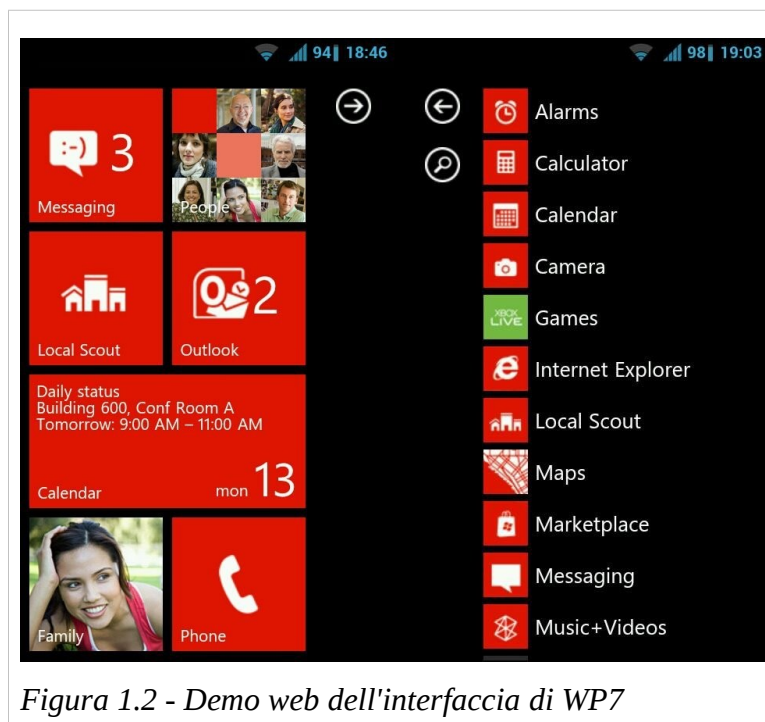 94 18:46
3
Messaging
People
Local Scout
2
Outlook
Daily status
Building 600, Conf Room A
Tomorrow: 9:00 AM – 11:00 AM
Calendar
mon 13
Family
Phone
98 19:03
Alarms
Calculator
Calendar
Camera
XBOX
LIVE
Games
Internet Explorer
Local Scout
Maps
Marketplace
Messaging
Music+Videos
Figura 1.2 - Demo web dell'interfaccia di WP7